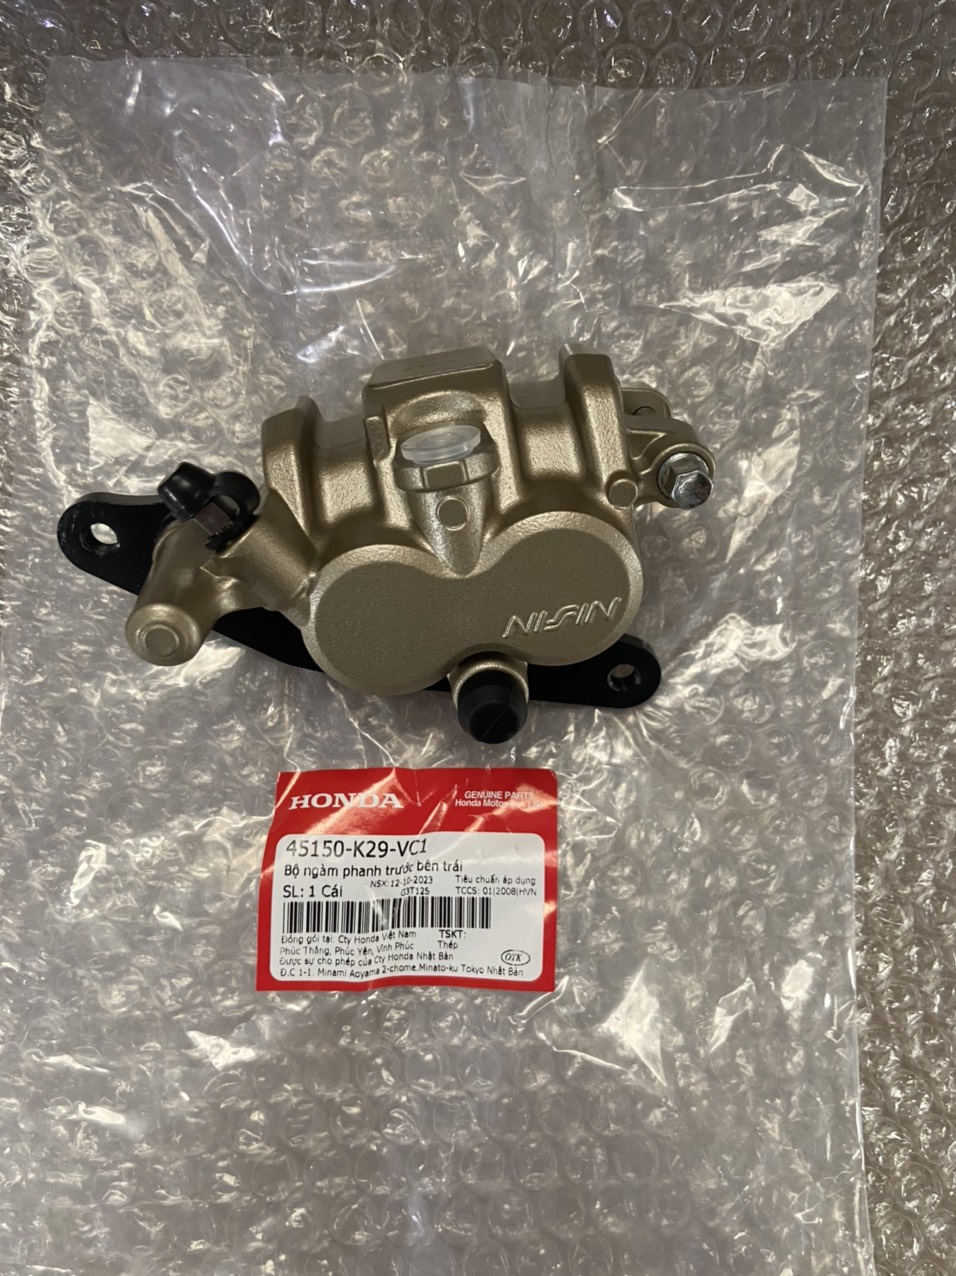 NISSIN
HONDA
GENUINE PARTS
Honda Motor
45150-K29-VC1
Bộ ngàm phanh trước bên trái
NSX: 12-10-2023 Tiêu chuẩn áp dụng
SL: 1 Cái G3T12S TCCS: 01|2008|HVN
Đóng gói tại: Cty Honda Việt Nam TSKT:
Phúc Thắng, Phúc Yên, Vĩnh Phúc Thép
Được sự cho phép của Cty Honda Nhật Bản
OTK
Đ.C 1-1. Minami Aoyama 2-chome.Minato-ku Tokyo Nhật Bản